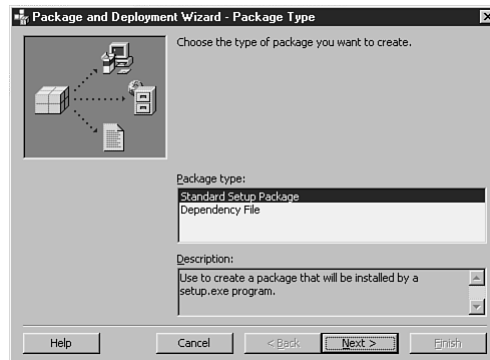 Package and Deployment Wizard - Package Type
Choose the type of package you want to create.
Package type:
Standard Setup Package
Dependency File
Description:
Use to create a package that will be installed by a
setup.exe program.
Help
Cancel
< Back
Next >
Finish